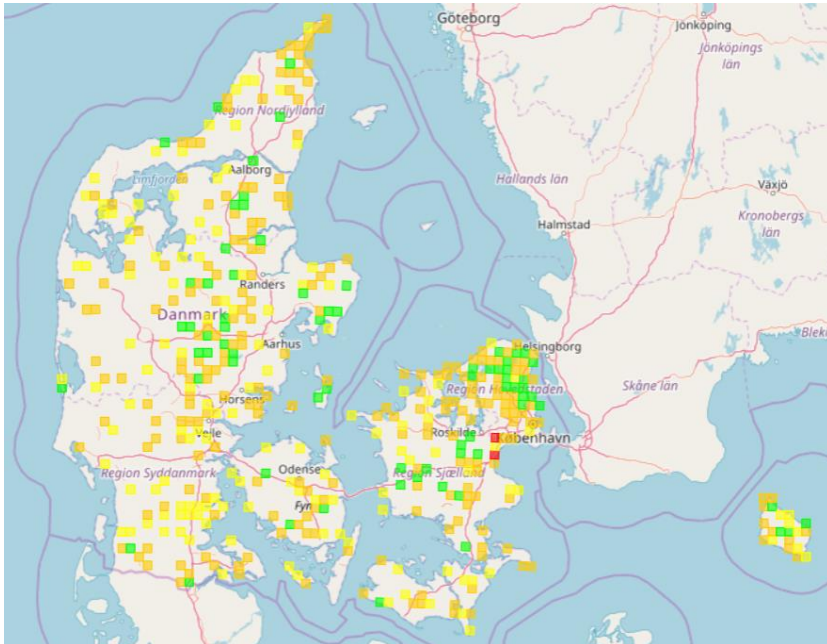 Göteborg
Jönköping
Jönköpings
län
Region Nordjylland
Limfjorden
Aalborg
Hallands län
Växjö
Kronobergs
län
Halmstad
Randers
Danmark
Aarhus
Helsingborg
Blek
Skåne län
Region Hovedstaden
Horsens
Vejle
Roskilde
København
Region Syddanmark
Odense
Region Sjælland
Fyn